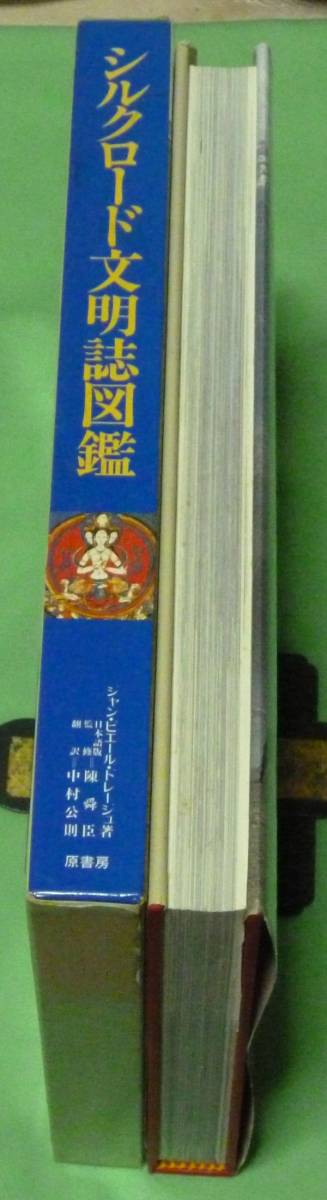 シルクロード文明誌図鑑
ジャン・ピエール・ドレージュ著
日本語版
監修=陳舜臣
翻訳=中村公則
原書房